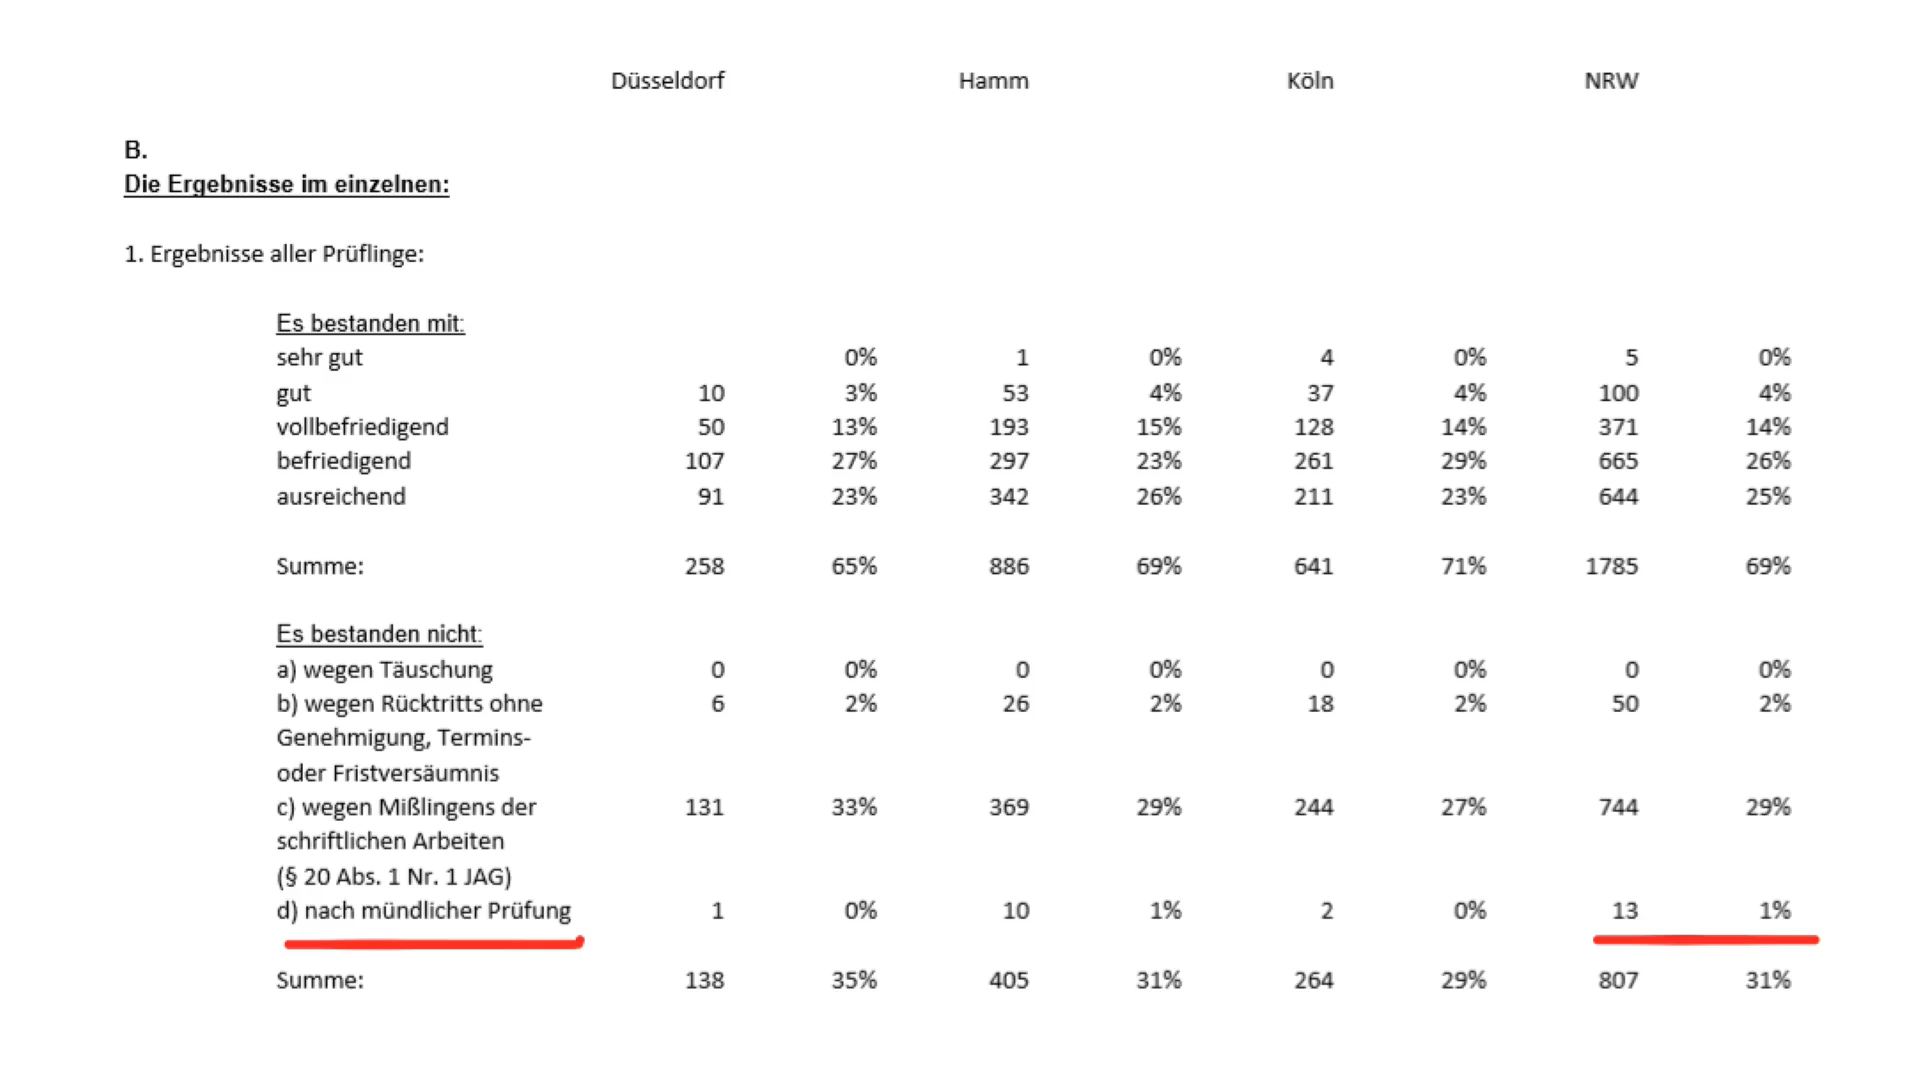 Düsseldorf Hamm Köln NRW
B.
Die Ergebnisse im einzelnen:
1. Ergebnisse aller Prüflinge:
Es bestanden mit:
sehr gut 0% 1 0% 4 0% 5 0%
gut 10 3% 53 4% 37 4% 100 4%
vollbefriedigend 50 13% 193 15% 128 14% 371 14%
befriedigend 107 27% 297 23% 261 29% 665 26%
ausreichend 91 23% 342 26% 211 23% 644 25%
Summe: 258 65% 886 69% 641 71% 1785 69%
Es bestanden nicht:
a) wegen Täuschung 0 0% 0 0% 0 0% 0 0%
b) wegen Rücktritts ohne 6 2% 26 2% 18 2% 50 2%
Genehmigung, Termins-
oder Fristversäumnis
c) wegen Mißlingens der 131 33% 369 29% 244 27% 744 29%
schriftlichen Arbeiten
(§ 20 Abs. 1 Nr. 1 JAG)
d) nach mündlicher Prüfung 1 0% 10 1% 2 0% 13 1%
Summe: 138 35% 405 31% 264 29% 807 31%